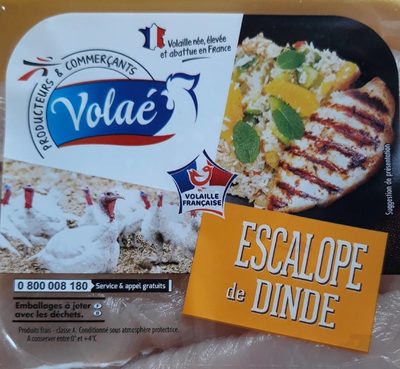 Volaille née, élevée
et abattue en France
PRODUCTEURS & COMMERÇANTS
Volaé
Suggestion de présentation
VOLAILLE
FRANÇAISE
ESCALOPE
de DINDE
0 800 008 180 Service & appel gratuits
Emballages à jeter
avec les déchets.
Produits frais - classe A. Conditionné sous atmosphère protectrice.
A conserver entre 0° et +4°C